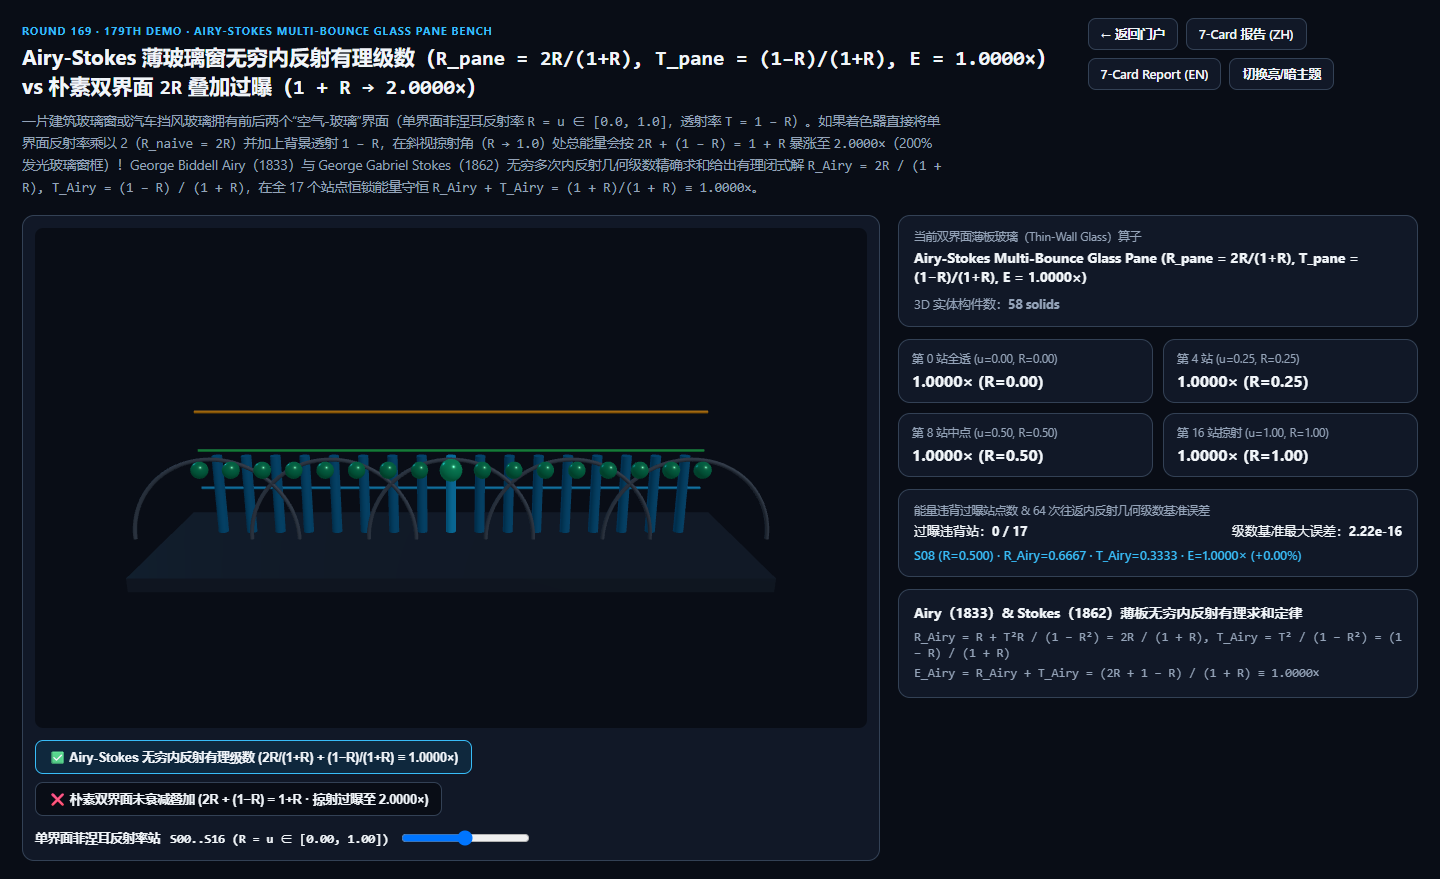 ROUND 169 · 179TH DEMO · AIRY-STOKES MULTI-BOUNCE GLASS PANE BENCH
Airy-Stokes 薄玻璃窗无穷内反射有理级数（R_pane = 2R/(1+R), T_pane = (1−R)/(1+R), E = 1.0000×）
vs 朴素双界面 2R 叠加过曝（1 + R → 2.0000×）
← 返回门户
7-Card 报告 (ZH)
7-Card Report (EN)
切换亮/暗主题
一片建筑玻璃窗或汽车挡风玻璃拥有前后两个“空气-玻璃”界面（单界面菲涅耳反射率 R = u ∈ [0.0, 1.0]，透射率 T = 1 − R）。如果着色器直接将单
界面反射率乘以 2（R_naive = 2R）并加上背景透射 1 − R，在斜视掠射角（R → 1.0）处总能量会按 2R + (1 − R) = 1 + R 暴涨至 2.0000×（200%
发光玻璃窗框）！George Biddell Airy（1833）与 George Gabriel Stokes（1862）无穷多次内反射几何级数精确求和给出有理闭式解 R_Airy = 2R / (1 +
R), T_Airy = (1 − R) / (1 + R)，在全 17 个站点恒锁能量守恒 R_Airy + T_Airy = (1 + R)/(1 + R) ≡ 1.0000×。
当前双界面薄板玻璃（Thin-Wall Glass）算子
Airy-Stokes Multi-Bounce Glass Pane (R_pane = 2R/(1+R), T_pane =
(1−R)/(1+R), E = 1.0000×)
3D 实体构件数：58 solids
第 0 站全透 (u=0.00, R=0.00)
1.0000× (R=0.00)
第 4 站 (u=0.25, R=0.25)
1.0000× (R=0.25)
第 8 站中点 (u=0.50, R=0.50)
1.0000× (R=0.50)
第 16 站掠射 (u=1.00, R=1.00)
1.0000× (R=1.00)
能量违背过曝站点数 & 64 次往返内反射几何级数基准误差
过曝违背站：0 / 17
级数基准最大误差：2.22e-16
S08 (R=0.500) · R_Airy=0.6667 · T_Airy=0.3333 · E=1.0000× (+0.00%)
Airy（1833）& Stokes（1862）薄板无穷内反射有理求和定律
R_Airy = R + T²R / (1 − R²) = 2R / (1 + R), T_Airy = T² / (1 − R²) = (1
− R) / (1 + R)
E_Airy = R_Airy + T_Airy = (2R + 1 − R) / (1 + R) ≡ 1.0000×
✅ Airy-Stokes 无穷内反射有理级数 (2R/(1+R) + (1−R)/(1+R) ≡ 1.0000×)
❌ 朴素双界面未衰减叠加 (2R + (1−R) = 1+R · 掠射过曝至 2.0000×)
单界面菲涅耳反射率站 S00..S16 (R = u ∈ [0.00, 1.00])